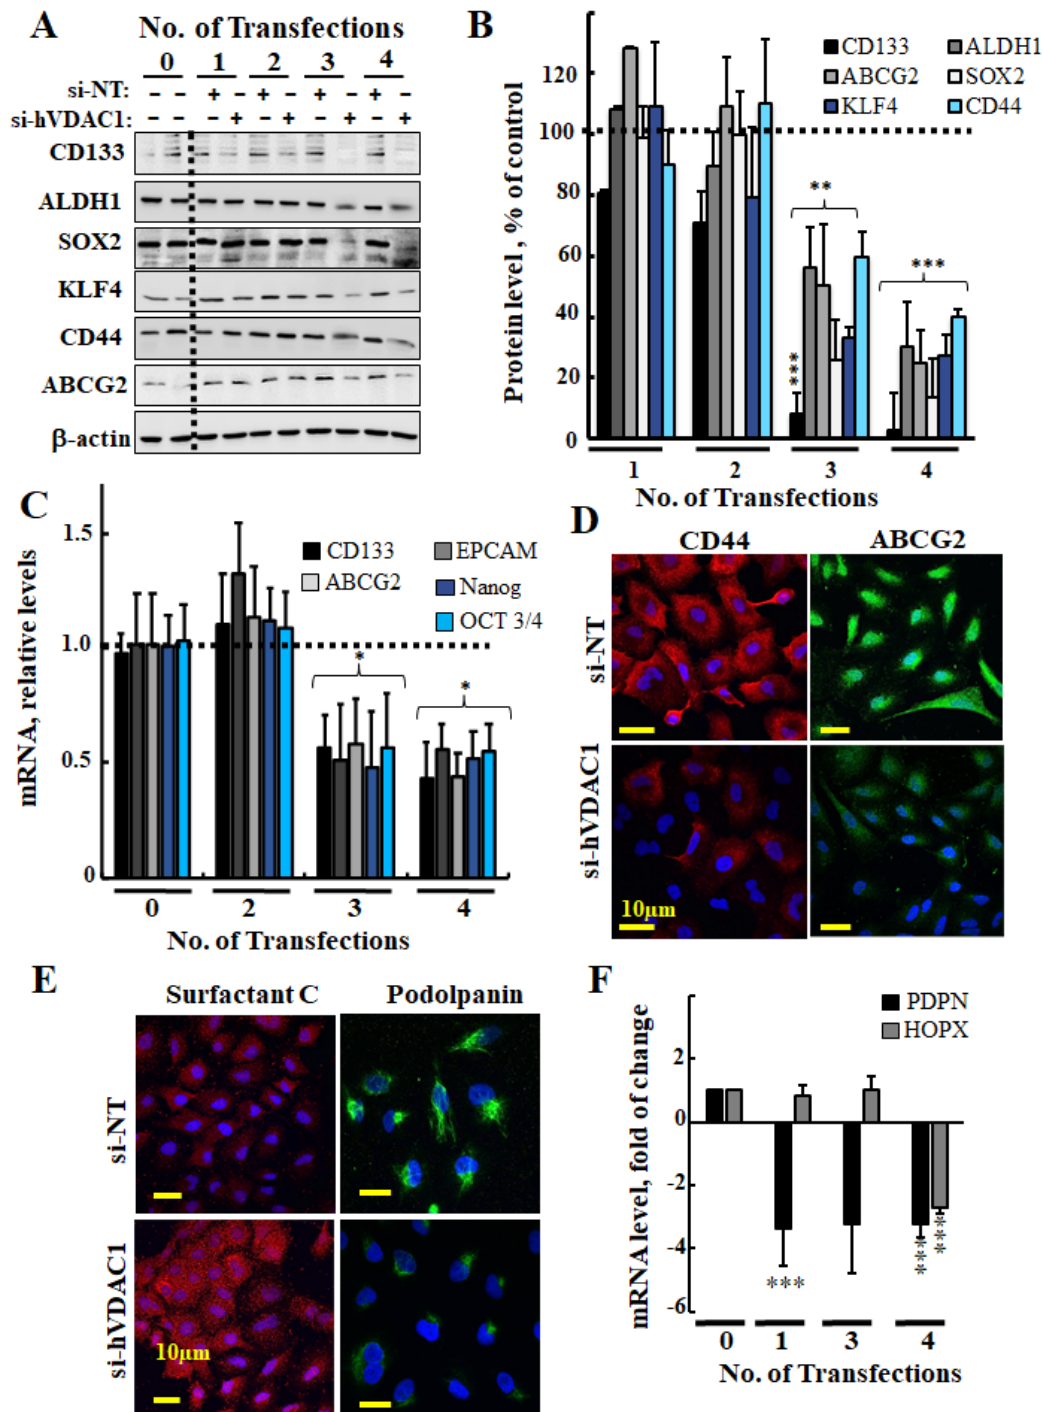 A
No. of Transfections
0 1 2 3 4
si-NT: - - + - + - + - + -
si-hVDAC1: - - - + - + - + - +
CD133
ALDH1
SOX2
KLF4
CD44
ABCG2
β-actin
B
CD133 ALDH1
ABCG2 SOX2
KLF4 CD44
Protein level , % of control
120
100
80
60
40
20
0
**
***
***
1 2 3 4
No. of Transfections
C
CD133 EPCAM
ABCG2 Nanog
OCT 3/4
mRNA, relative levels
1.5
1.0
0.5
0
*
*
0 2 3 4
No. of Transfections
D
CD44 ABCG2
si-NT
si-hVDAC1
10µm
E
Surfactant C Podolpanin
si-NT
si-hVDAC1
10µm
F
PDPN
HOPX
mRNA level, fold of change
2
0
-2
-4
-6
***
***
***
0 1 3 4
No. of Transfections